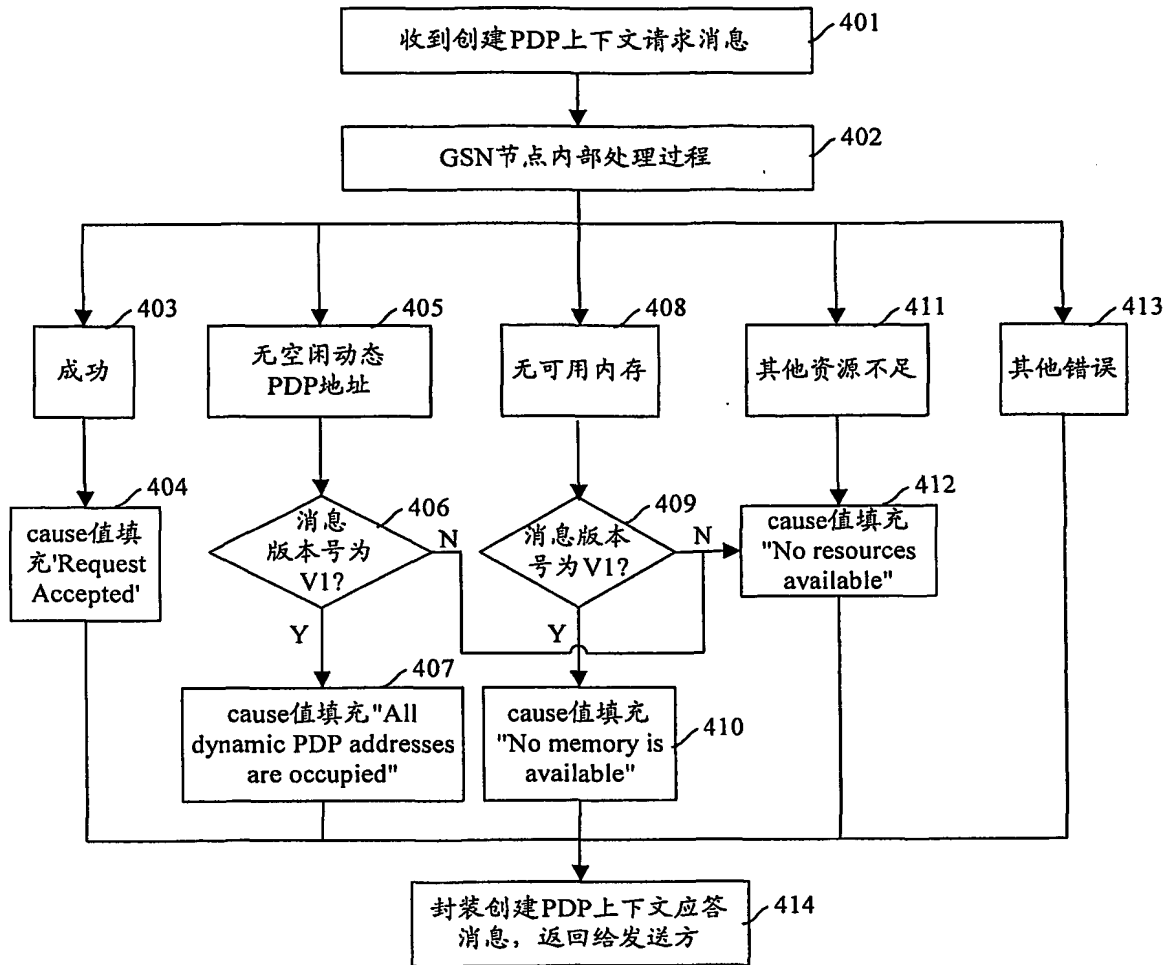 收到创建PDP上下文请求消息
401
GSN节点内部处理过程
402
403
成功
405
无空闲动态
PDP地址
408
无可用内存
411
其他资源不足
413
其他错误
404
cause值填
充'Request
Accepted'
消息
版本号为
V1?
406
N
Y
消息版本
号为V1?
409
N
Y
412
cause值填充
"No resources
available"
407
cause值填充"All
dynamic PDP addresses
are occupied"
cause值填充
"No memory is
available"
410
封装创建PDP上下文应答
消息，返回给发送方
414